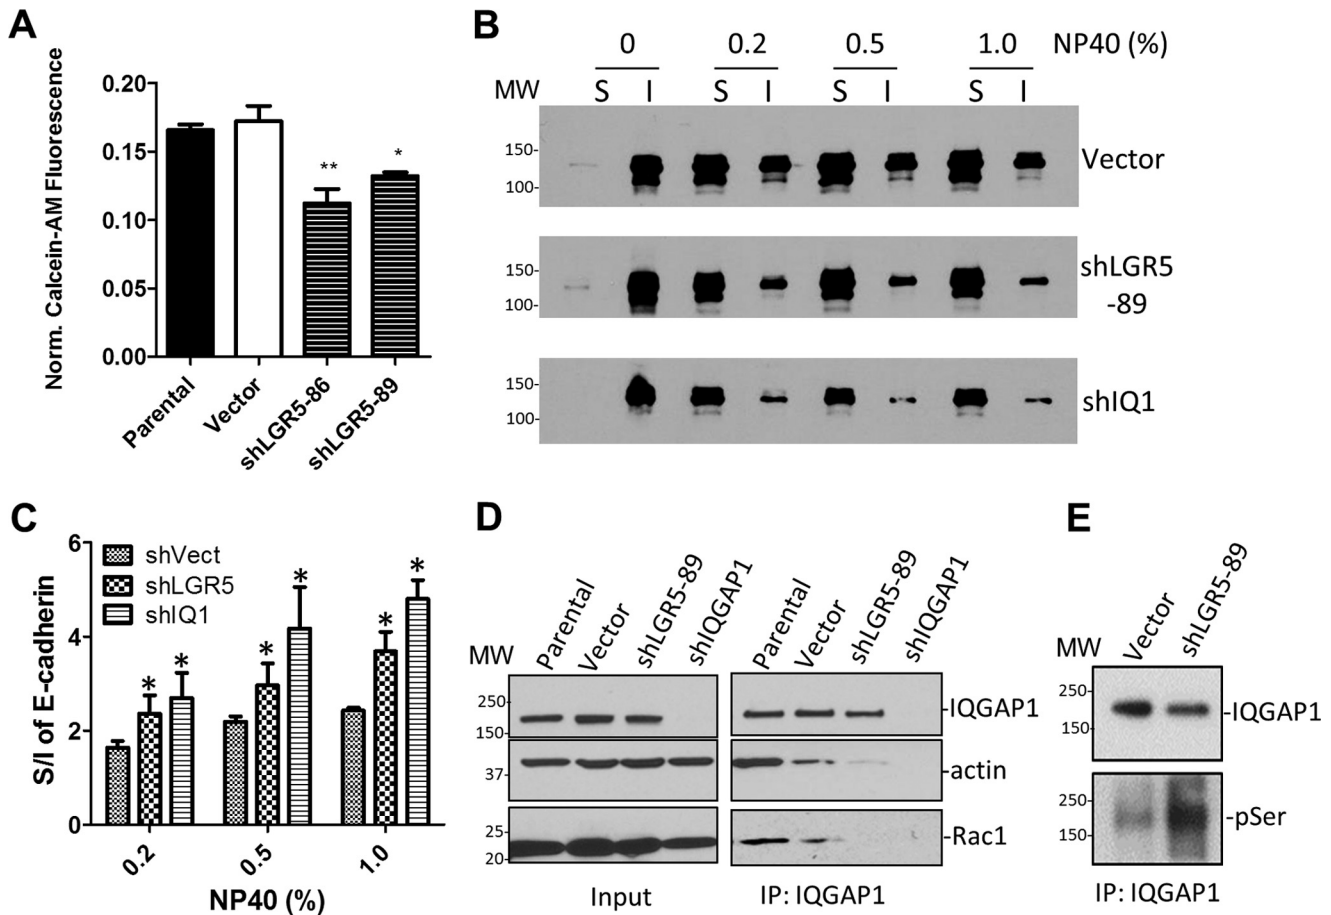 A
Norm. Calcein-AM Fluorescence
0.20
0.15
0.10
0.05
0.00
**
*
Parental
Vector
shLGR5-86
shLGR5-89
B
0 0.2 0.5 1.0 NP40 (%)
MW S I S I S I S I
150-
100-
Vector
150-
100-
shLGR5
-89
150-
100-
shIQ1
C
S/I of E-cadherin
6
4
2
0
shVect
shLGR5
shIQ1
* * * * * *
0.2 0.5 1.0
NP40 (%)
D
MW
Parental
Vector
shLGR5-89
shIQGAP1
Parental
Vector
shLGR5-89
shIQGAP1
250-
150-
-IQGAP1
37-
-actin
25-
20-
-Rac1
Input
IP: IQGAP1
E
MW
Vector
shLGR5-89
250-
150-
-IQGAP1
250-
150-
-pSer
IP: IQGAP1